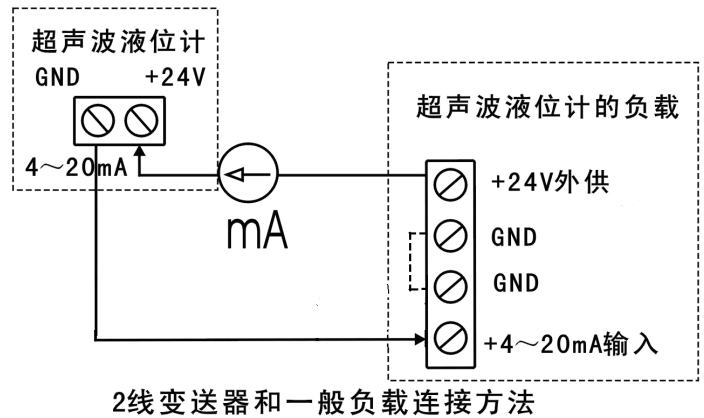 超声波液位计
GND +24V
4～20mA
mA
超声波液位计的负载
+24V外供
GND
GND
+4～20mA输入
2线变送器和一般负载连接方法